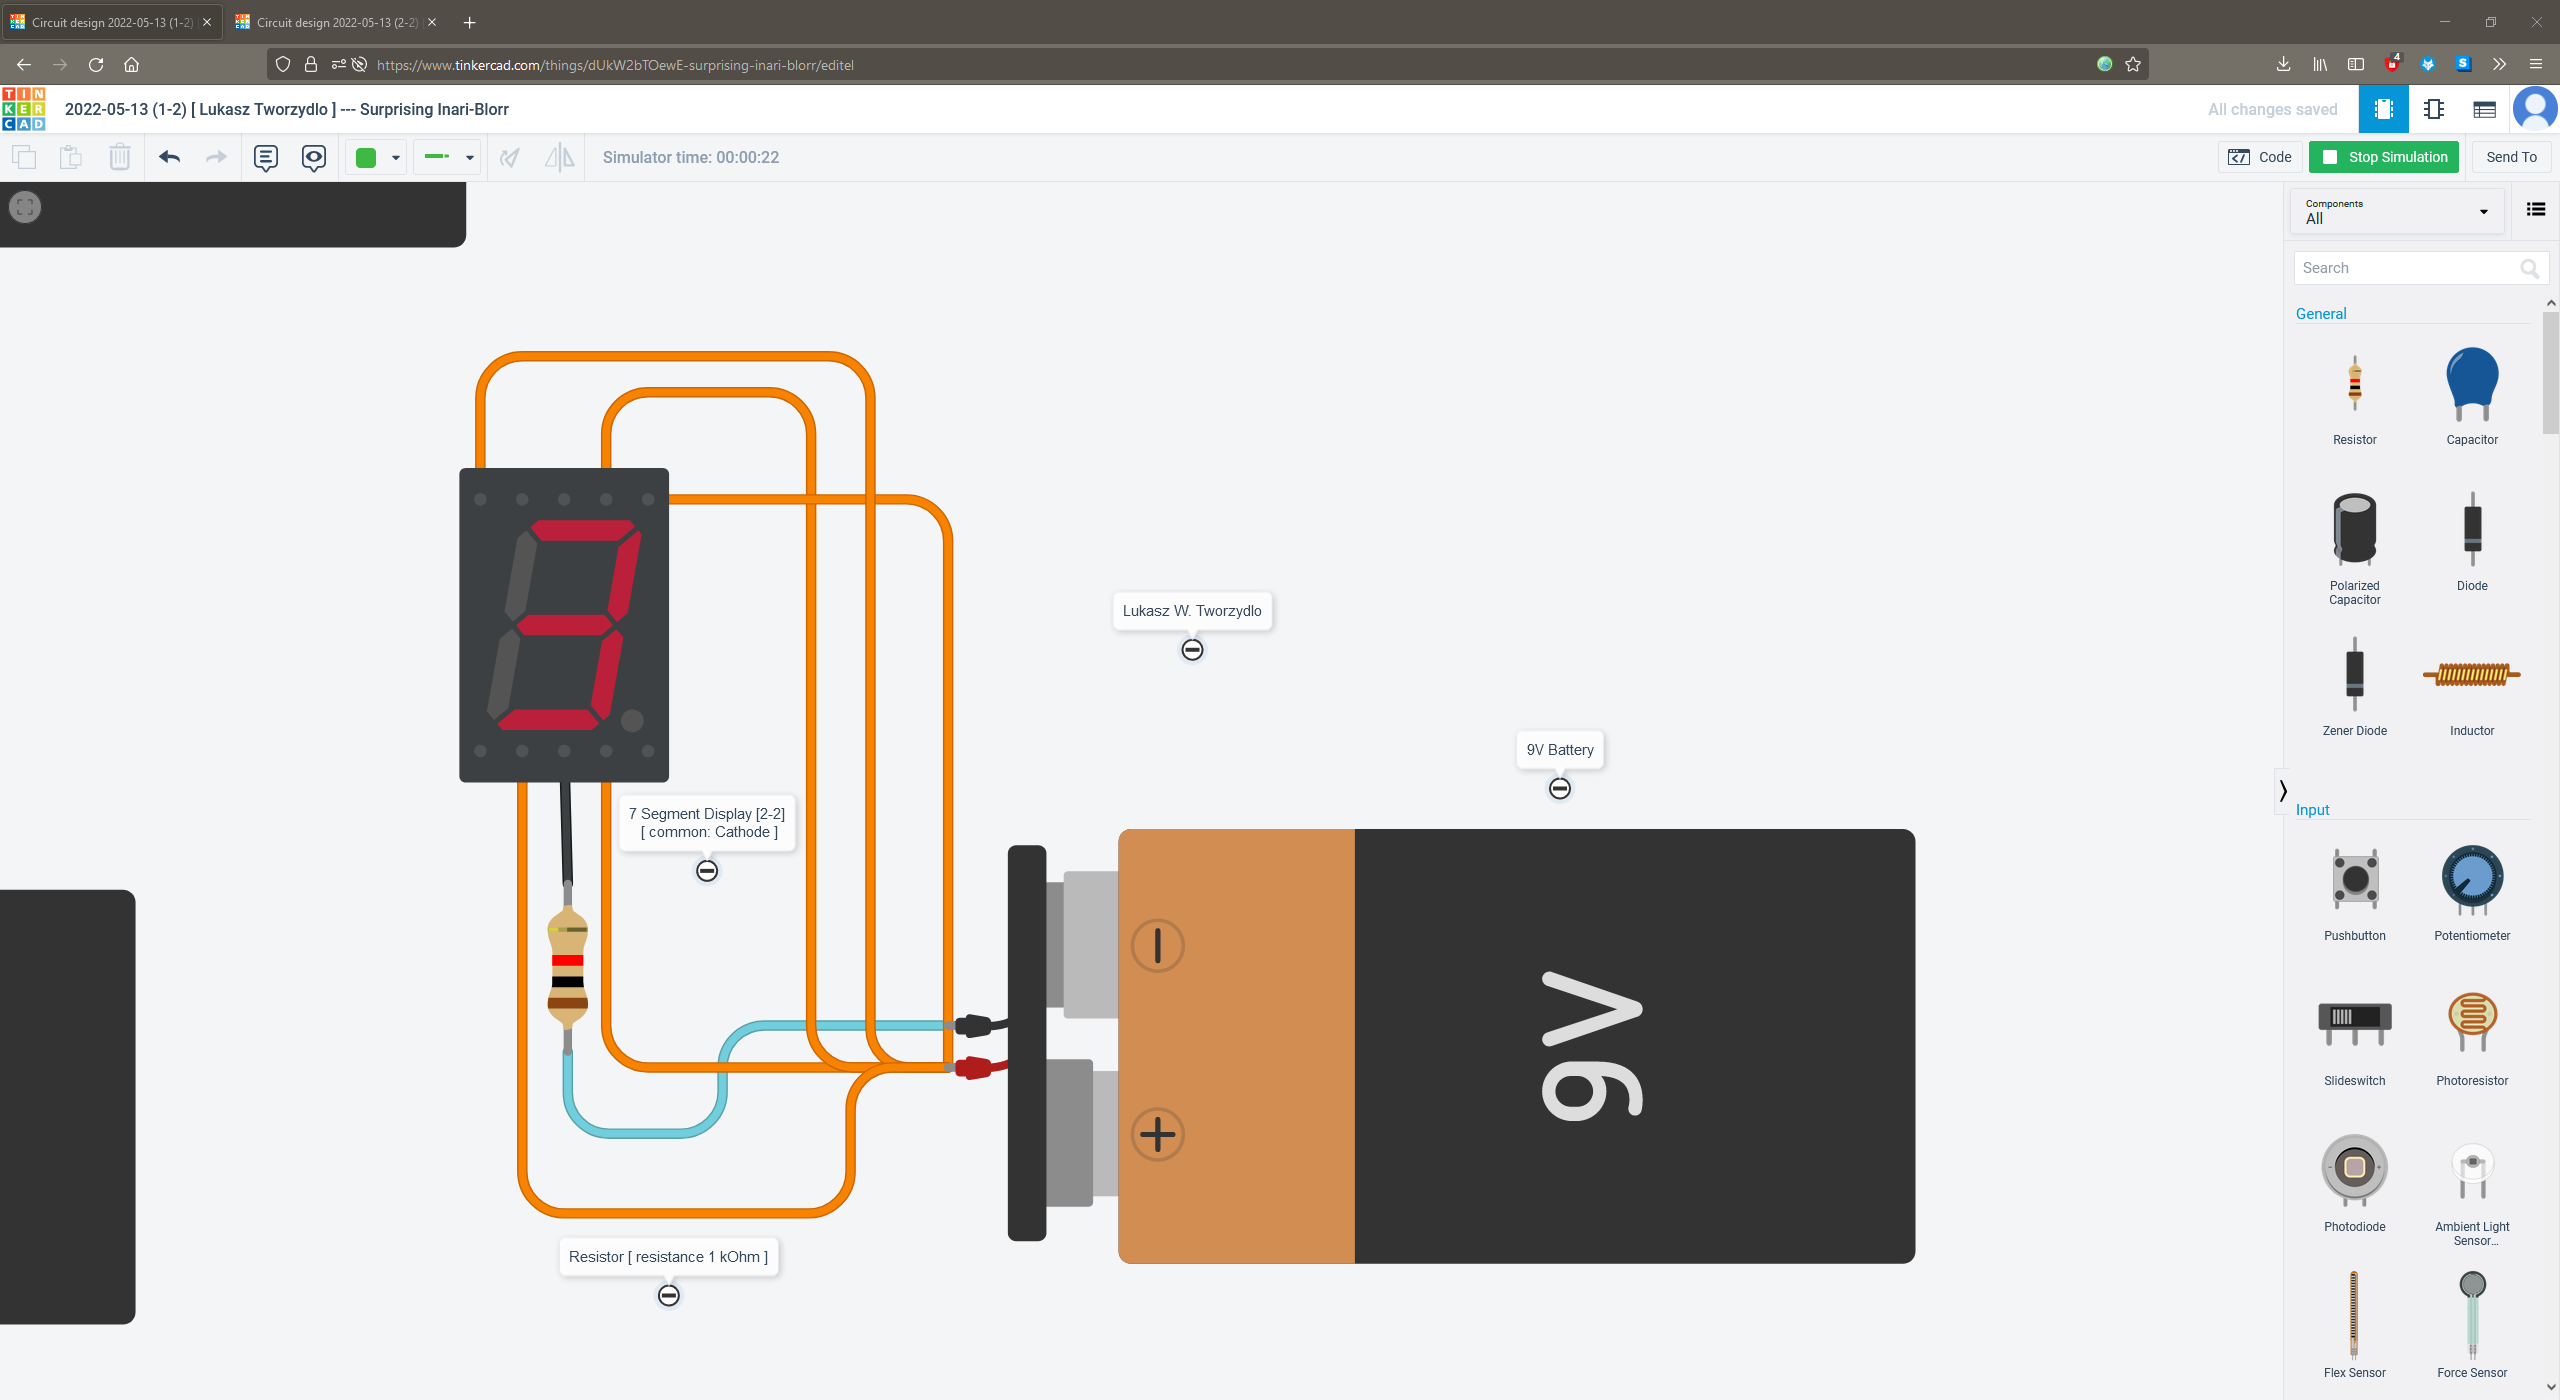 Circuit design 2022-05-13 (1-2)
Circuit design 2022-05-13 (2-2)
https://www.tinkercad.com/things/dUkW2bTOewE-surprising-inari-blorr/editel
4
S
TIN
KER
CAD
2022-05-13 (1-2) [ Lukasz Tworzydlo ] --- Surprising Inari-Blorr
All changes saved
Simulator time: 00:00:22
Code
Stop Simulation
Send To
Components
All
Search
General
Resistor
Capacitor
Polarized
Capacitor
Diode
Zener Diode
Inductor
Input
Pushbutton
Potentiometer
Slideswitch
Photoresistor
Photodiode
Ambient Light
Sensor...
Flex Sensor
Force Sensor
3
Lukasz W. Tworzydlo
9V Battery
7 Segment Display [2-2]
[ common: Cathode ]
9V
Resistor [ resistance 1 kOhm ]